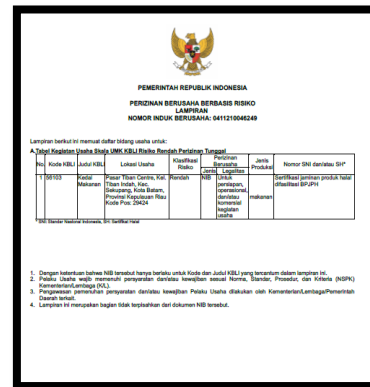 PEMERINTAH REPUBLIK INDONESIA
PERIZINAN BERUSAHA BERBASIS RISIKO
LAMPIRAN
NOMOR INDUK BERUSAHA: 0411210046249
Lampiran berikut ini memuat daftar bidang usaha untuk:
A. Tabel Kegiatan Usaha Skala UMK KBLI Risiko Rendah Perizinan Tunggal
No. Kode KBLI Judul KBLI Lokasi Usaha Klasifikasi Risiko Perizinan Berusaha Jenis Legalitas Jenis Produksi Nomor SNI dan/atau SH*
1 56103 Kedai Makanan Pasar Tiban Centre, Kel. Tiban Indah, Kec. Sekupang, Kota Batam, Provinsi Kepulauan Riau Kode Pos: 29424 Rendah NIB Untuk persiapan, operasional, dan/atau komersial kegiatan usaha makanan Sertifikasi jaminan produk halal difasilitasi BPJPH
* SNI: Standar Nasional Indonesia, SH: Sertifikat Halal
1. Dengan ketentuan bahwa NIB tersebut hanya berlaku untuk Kode dan Judul KBLI yang tercantum dalam lampiran ini.
2. Pelaku Usaha wajib memenuhi persyaratan dan/atau kewajiban sesuai Norma, Standar, Prosedur, dan Kriteria (NSPK)
Kementerian/Lembaga (K/L).
3. Pengawasan pemenuhan persyaratan dan/atau kewajiban Pelaku Usaha dilakukan oleh Kementerian/Lembaga/Pemerintah
Daerah terkait.
4. Lampiran ini merupakan bagian tidak terpisahkan dari dokumen NIB tersebut.